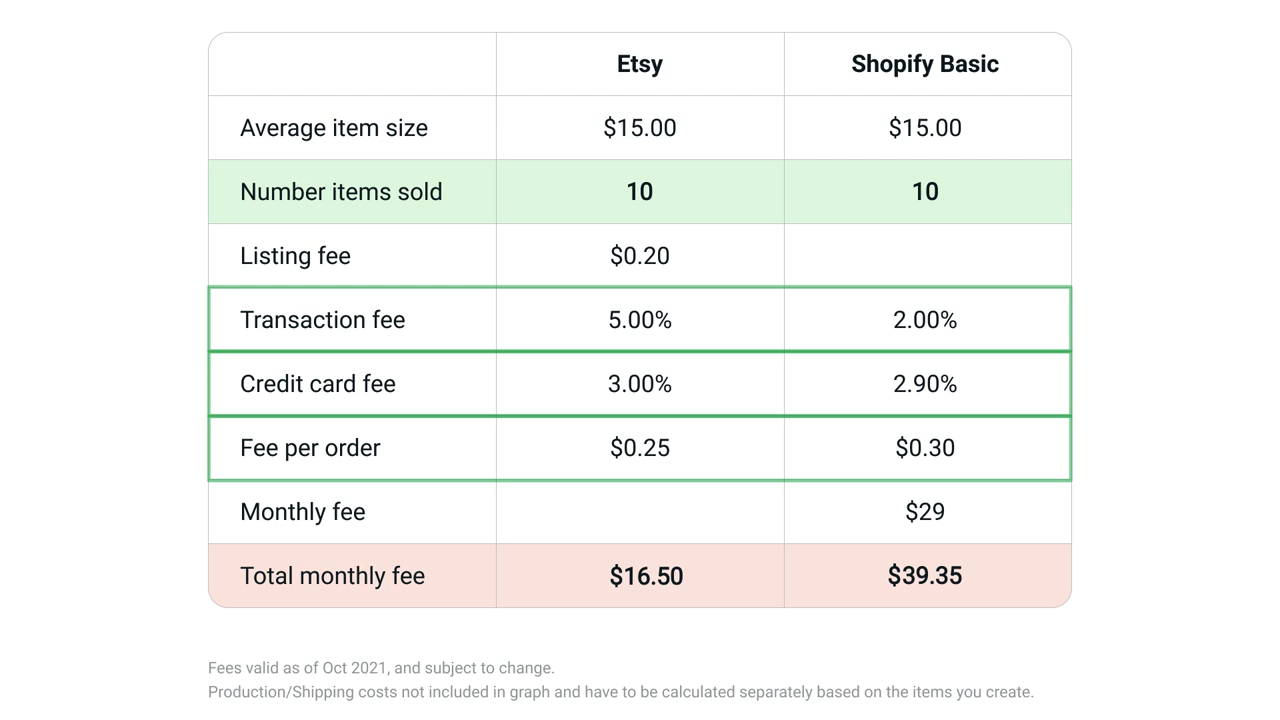 Etsy Shopify Basic
Average item size $15.00 $15.00
Number items sold 10 10
Listing fee $0.20
Transaction fee 5.00% 2.00%
Credit card fee 3.00% 2.90%
Fee per order $0.25 $0.30
Monthly fee $29
Total monthly fee $16.50 $39.35
Fees valid as of Oct 2021, and subject to change.
Production/Shipping costs not included in graph and have to be calculated separately based on the items you create.